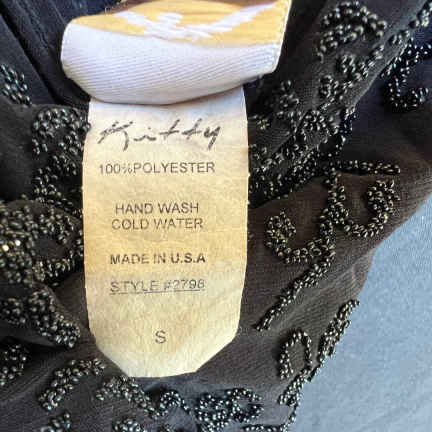 Kitty
100%POLYESTER
HAND WASH
COLD WATER
MADE IN U.S.A
STYLE #2798
S